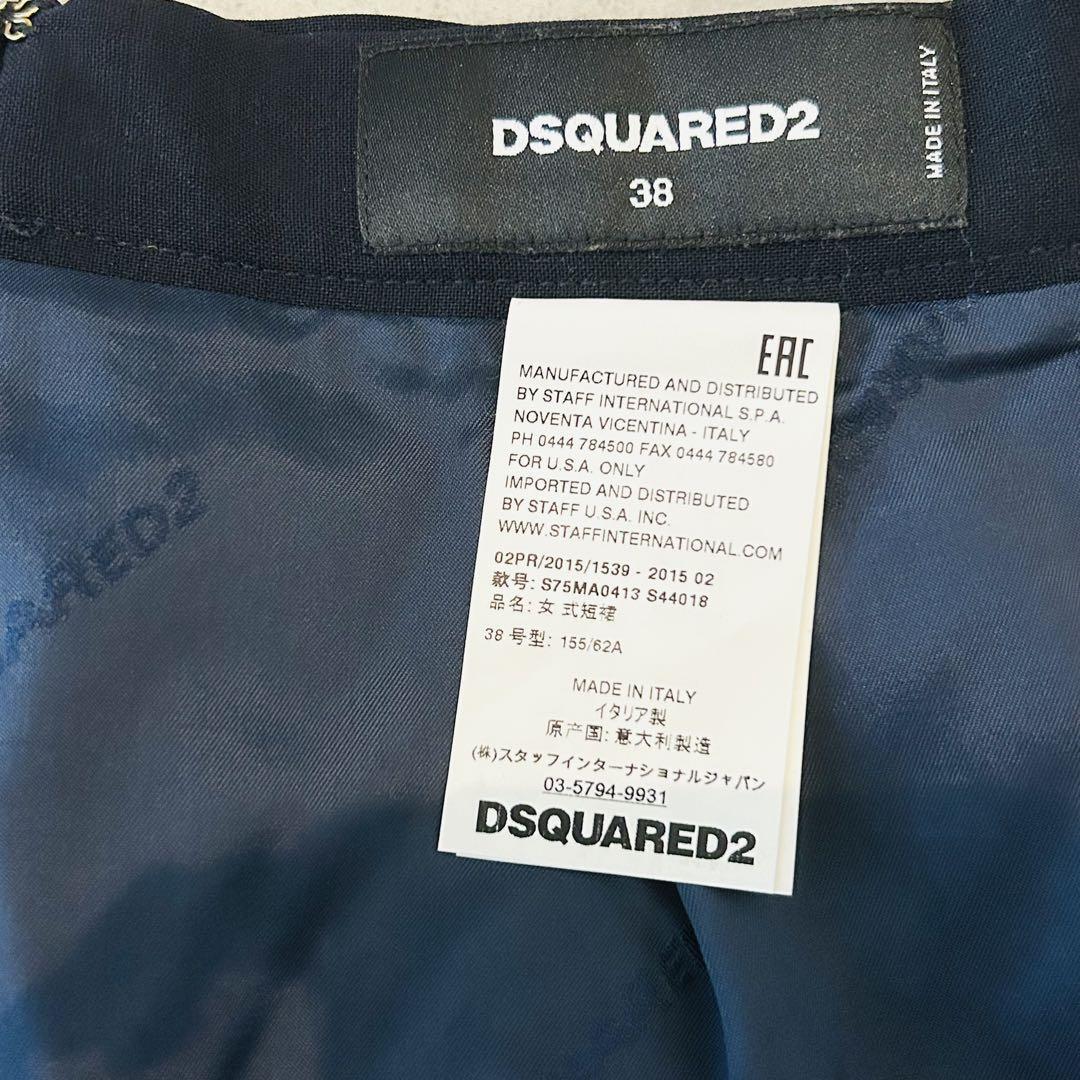 DSQUARED2
38
MADE IN ITALY
EAC
MANUFACTURED AND DISTRIBUTED
BY STAFF INTERNATIONAL S.P.A.
NOVENTA VICENTINA - ITALY
PH 0444 784500 FAX 0444 784580
FOR U.S.A. ONLY
IMPORTED AND DISTRIBUTED
BY STAFF U.S.A. INC.
WWW.STAFFINTERNATIONAL.COM
02PR/2015/1539 - 2015 02
款号: S75MA0413 S44018
品名: 女 式短裙
38 号型: 155/62A
MADE IN ITALY
イタリア製
原产国: 意大利製造
(株)スタッフインターナショナルジャパン
03-5794-9931
DSQUARED2